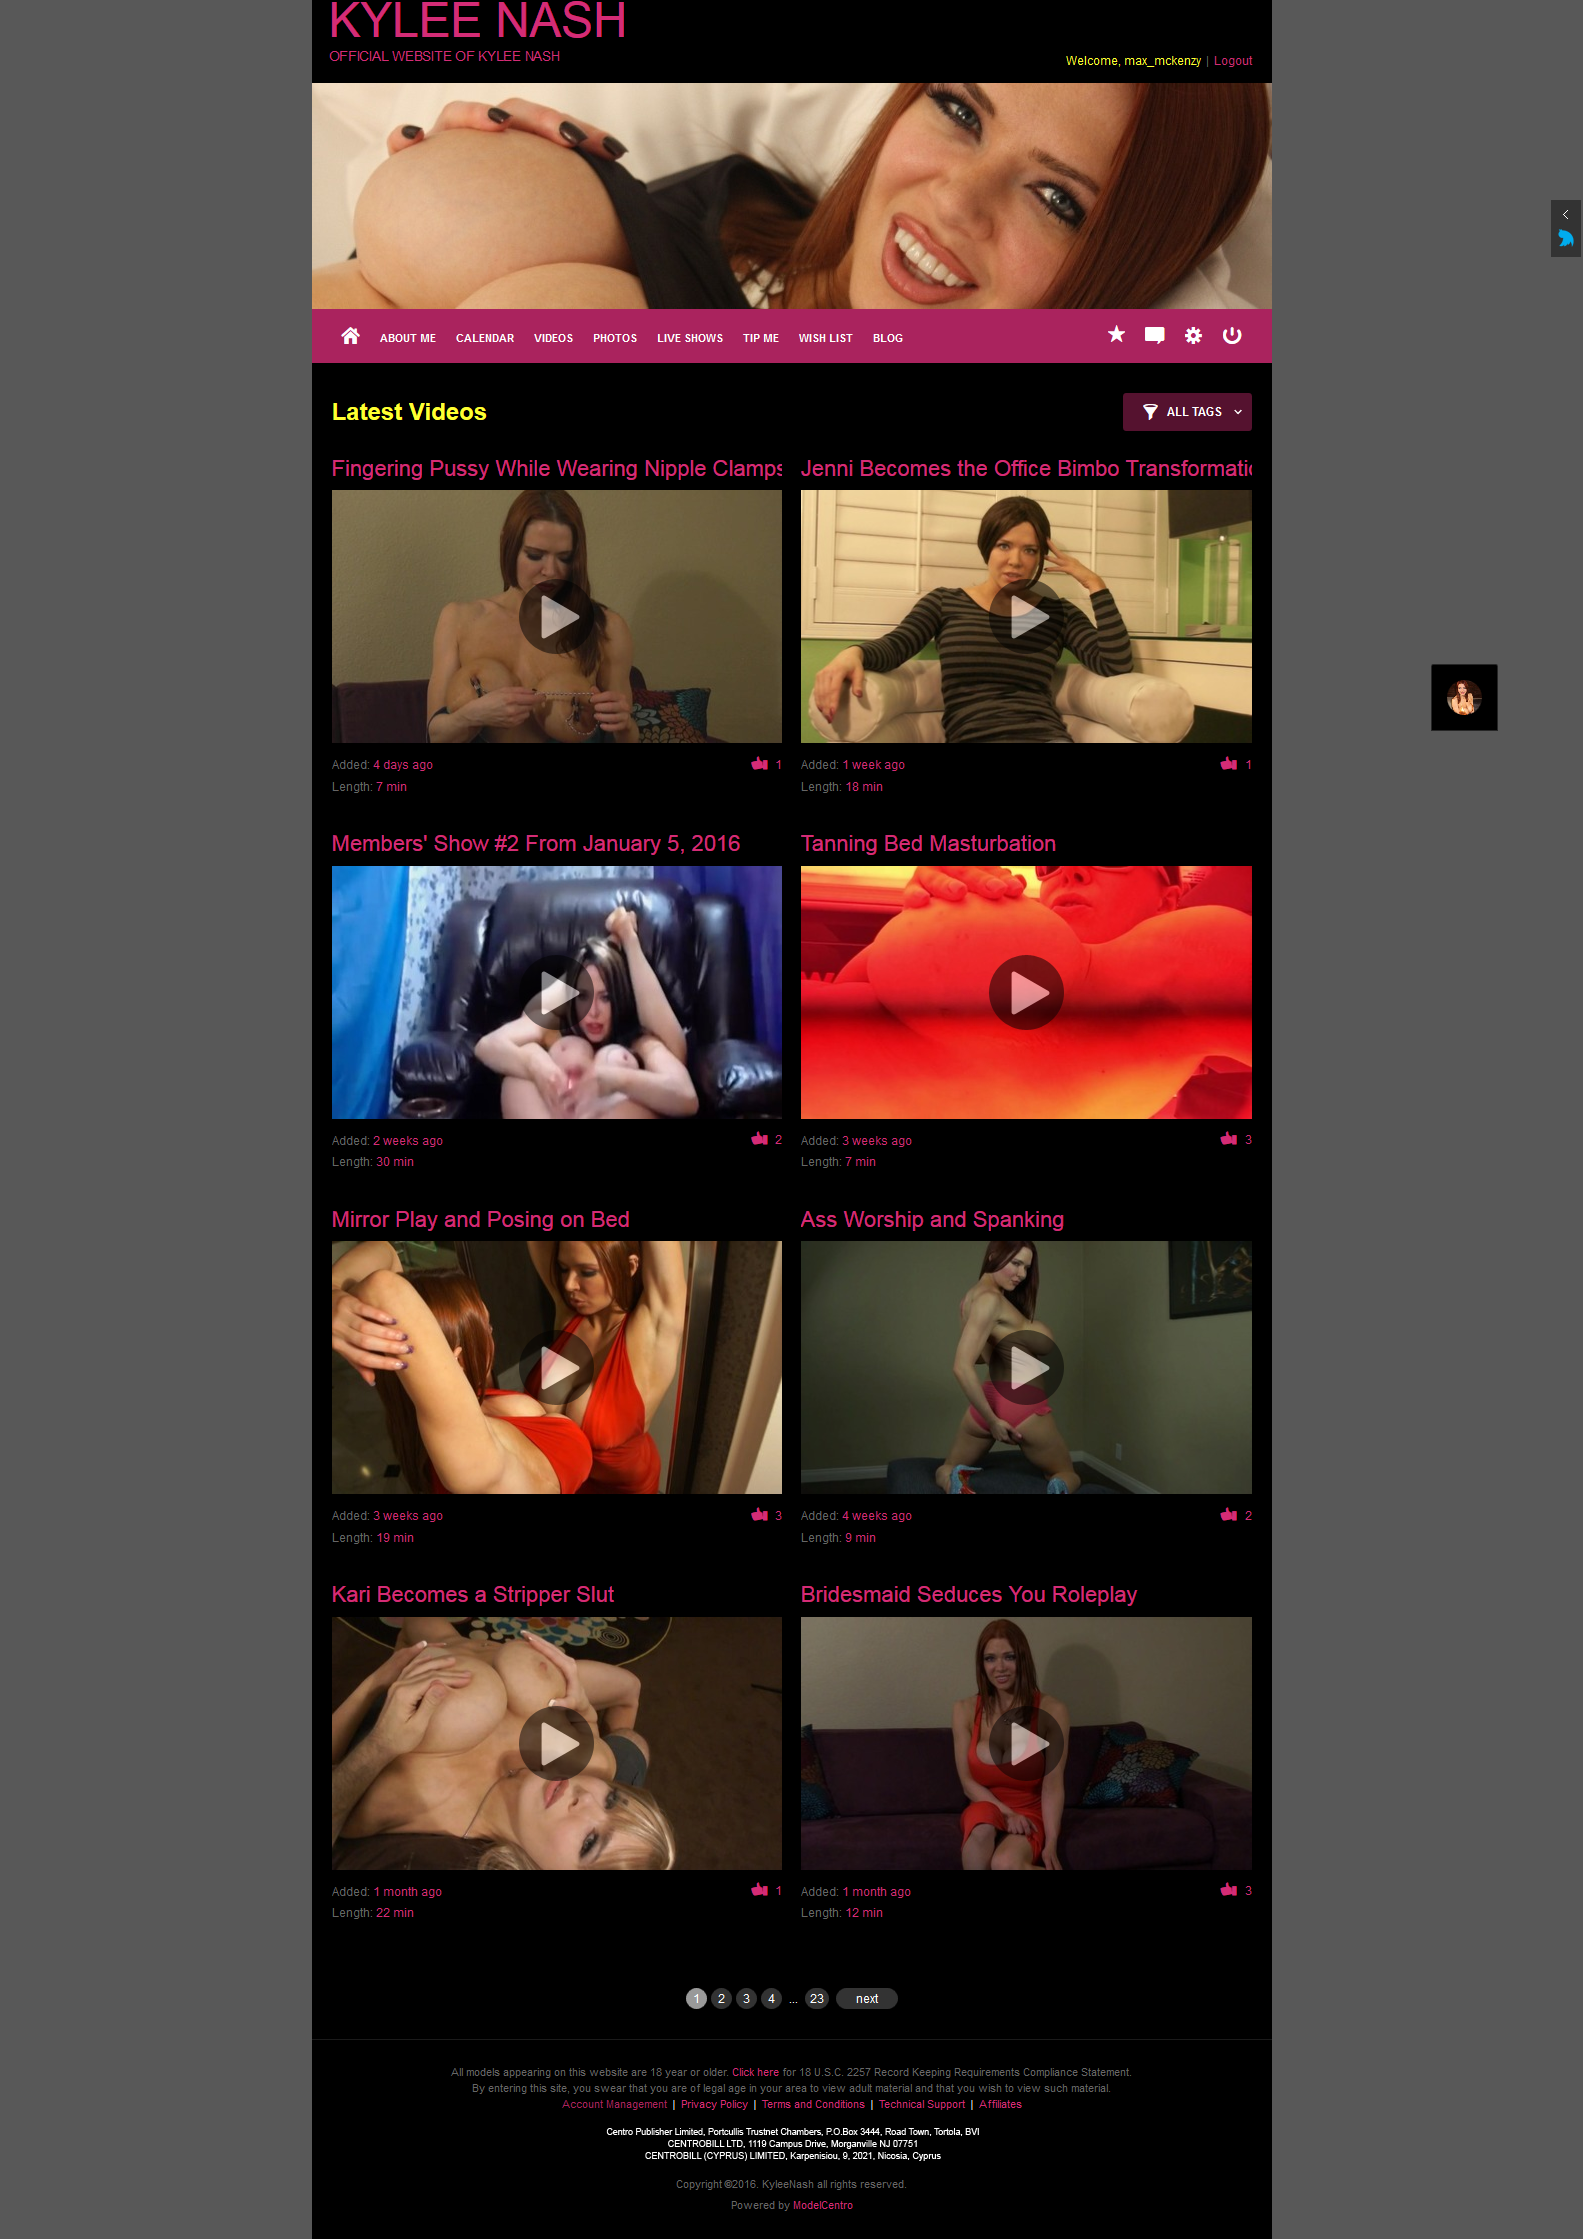 KYLEE NASH
OFFICIAL WEBSITE OF KYLEE NASH
Welcome, max_mckenzy | Logout
ABOUT ME CALENDAR VIDEOS PHOTOS LIVE SHOWS TIP ME WISH LIST BLOG
Latest Videos
ALL TAGS
Fingering Pussy While Wearing Nipple Clamps
Jenni Becomes the Office Bimbo Transformatic
Added: 4 days ago 1
Length: 7 min
Added: 1 week ago 1
Length: 18 min
Members' Show #2 From January 5, 2016
Tanning Bed Masturbation
Added: 2 weeks ago 2
Length: 30 min
Added: 3 weeks ago 3
Length: 7 min
Mirror Play and Posing on Bed
Ass Worship and Spanking
Added: 3 weeks ago 3
Length: 19 min
Added: 4 weeks ago 2
Length: 9 min
Kari Becomes a Stripper Slut
Bridesmaid Seduces You Roleplay
Added: 1 month ago 1
Length: 22 min
Added: 1 month ago 3
Length: 12 min
1 2 3 4 ... 23 next
All models appearing on this website are 18 year or older. Click here for 18 U.S.C. 2257 Record Keeping Requirements Compliance Statement.
By entering this site, you swear that you are of legal age in your area to view adult material and that you wish to view such material.
Account Management | Privacy Policy | Terms and Conditions | Technical Support | Affiliates
Centro Publisher Limited, Portcullis Trustnet Chambers, P.O.Box 3444, Road Town, Tortola, BVI
CENTROBILL LTD, 1119 Campus Drive, Morganville NJ 07751
CENTROBILL (CYPRUS) LIMITED, Karpenisiou, 9, 2021, Nicosia, Cyprus
Copyright ©2016. KyleeNash all rights reserved.
Powered by ModelCentro